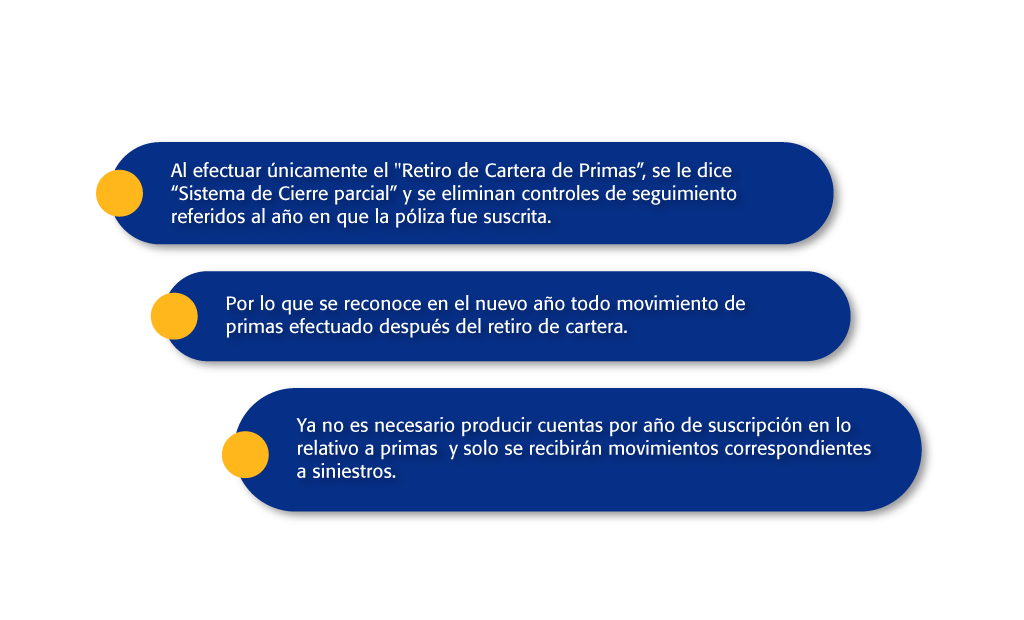 Al efectuar únicamente el "Retiro de Cartera de Primas”, se le dice
“Sistema de Cierre parcial” y se eliminan controles de seguimiento
referidos al año en que la póliza fue suscrita.
Por lo que se reconoce en el nuevo año todo movimiento de
primas efectuado después del retiro de cartera.
Ya no es necesario producir cuentas por año de suscripción en lo
relativo a primas  y solo se recibirán movimientos correspondientes
a siniestros.